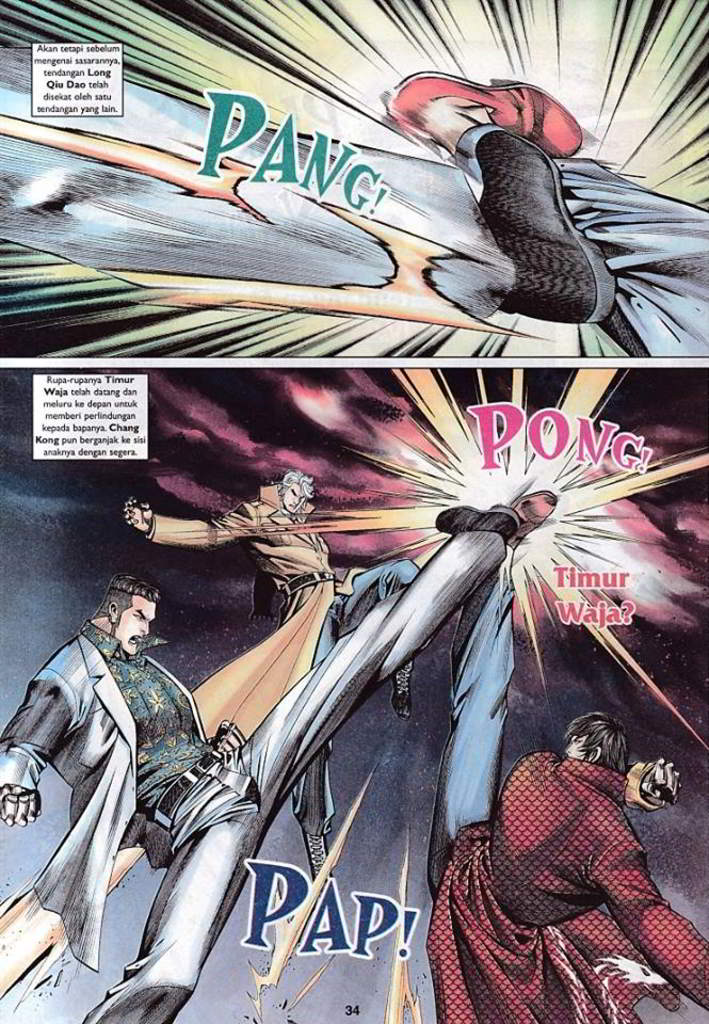 Akan tetapi sebelum
mengenai sasarannya,
tendangan Long
Qiu Dao telah
disekat oleh satu
tendangan yang lain.
PANG!
Rupa-rupanya Timur
Waja telah datang dan
meluru ke depan untuk
memberi perlindungan
kepada bapanya. Chang
Kong pun berganjak ke sisi
anaknya dengan segera.
PONG!
Timur
Waja?
PAP!
34